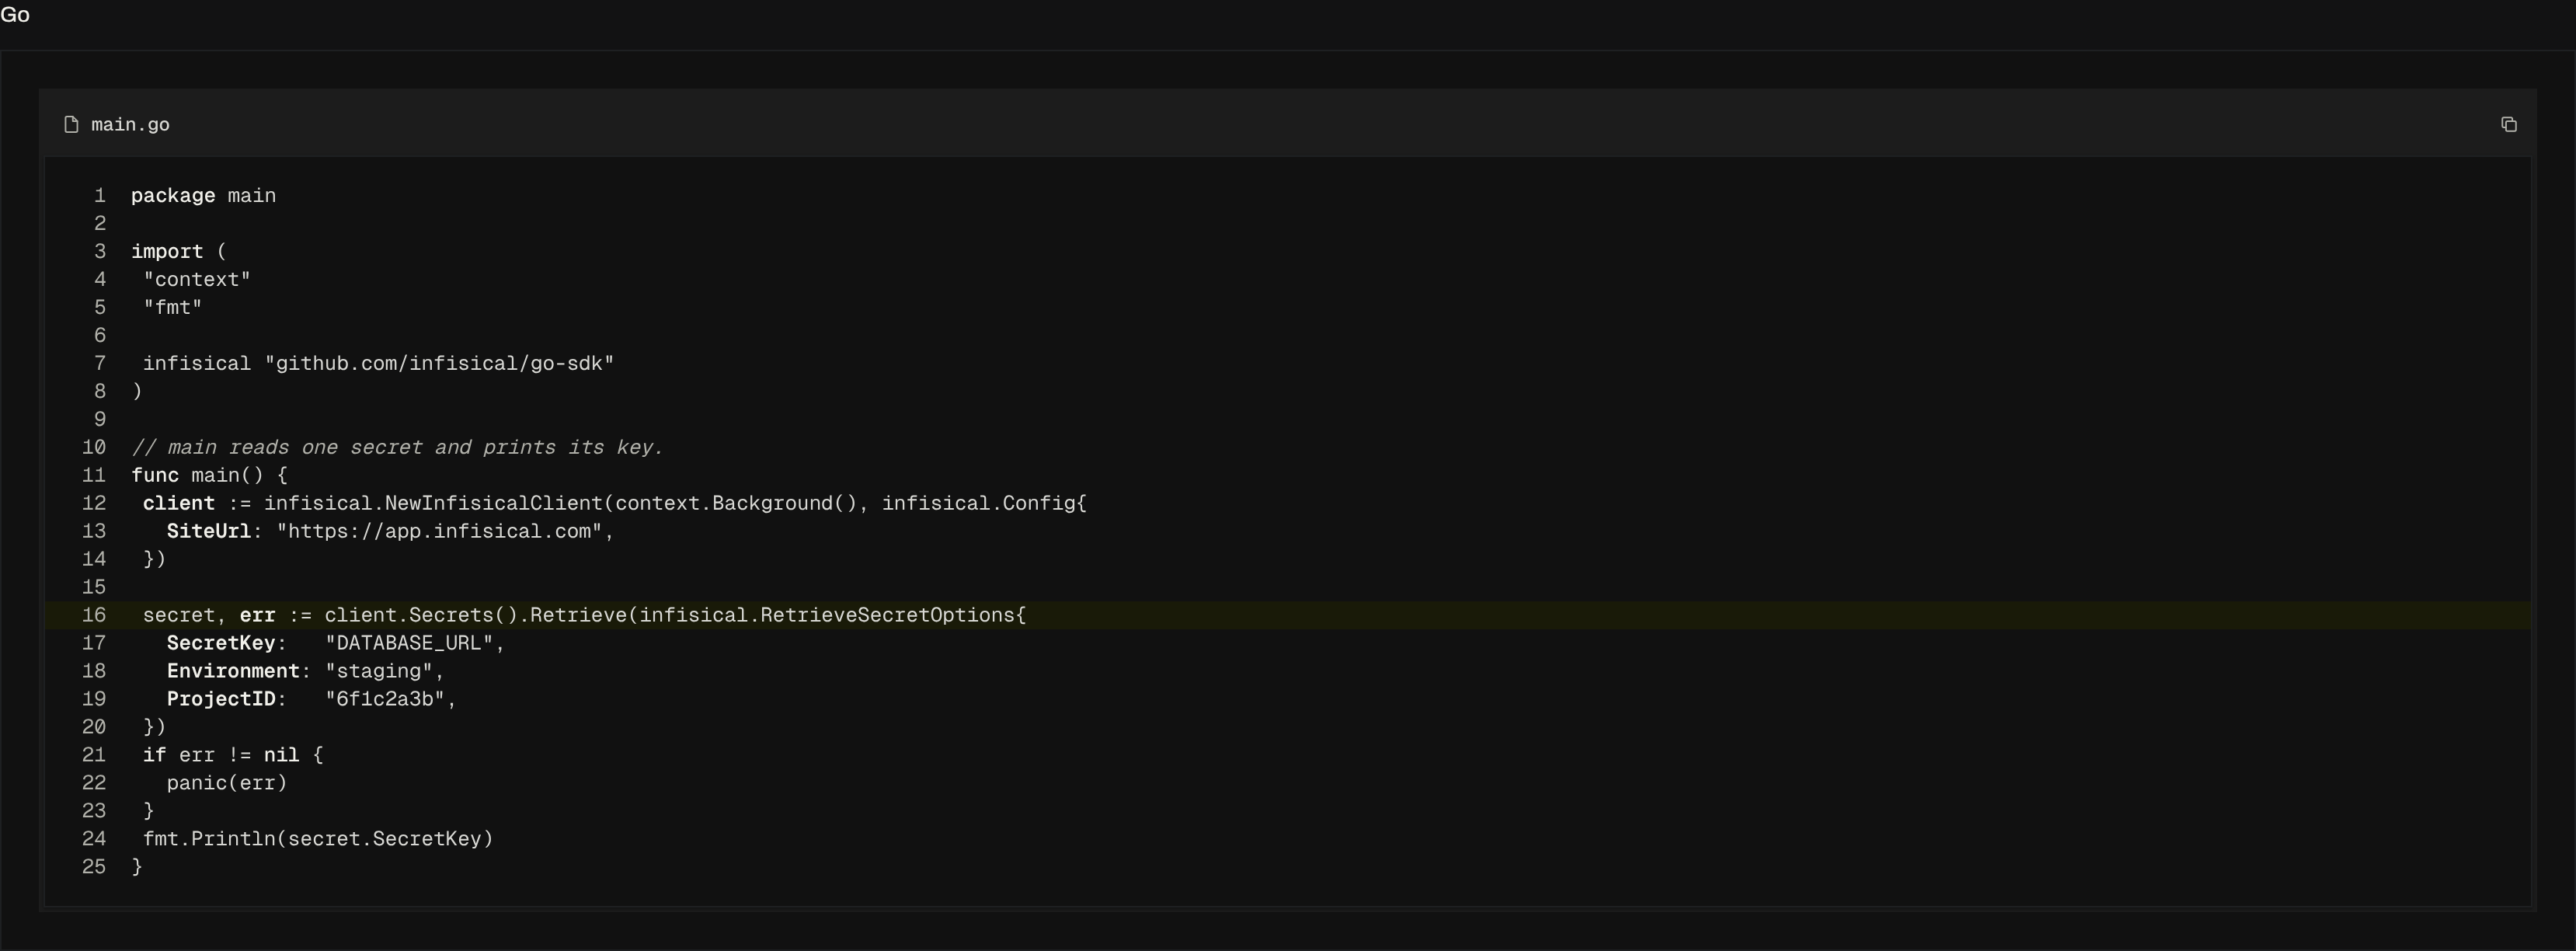 Go
main.go
1 package main
2
3 import (
4 "context"
5 "fmt"
6
7 infisical "github.com/infisical/go-sdk"
8 )
9
10 // main reads one secret and prints its key.
11 func main() {
12 client := infisical.NewInfisicalClient(context.Background(), infisical.Config{
13 SiteUrl: "https://app.infisical.com",
14 })
15
16 secret, err := client.Secrets().Retrieve(infisical.RetrieveSecretOptions{
17 SecretKey:   "DATABASE_URL",
18 Environment: "staging",
19 ProjectID:   "6f1c2a3b",
20 })
21 if err != nil {
22 panic(err)
23 }
24 fmt.Println(secret.SecretKey)
25 }